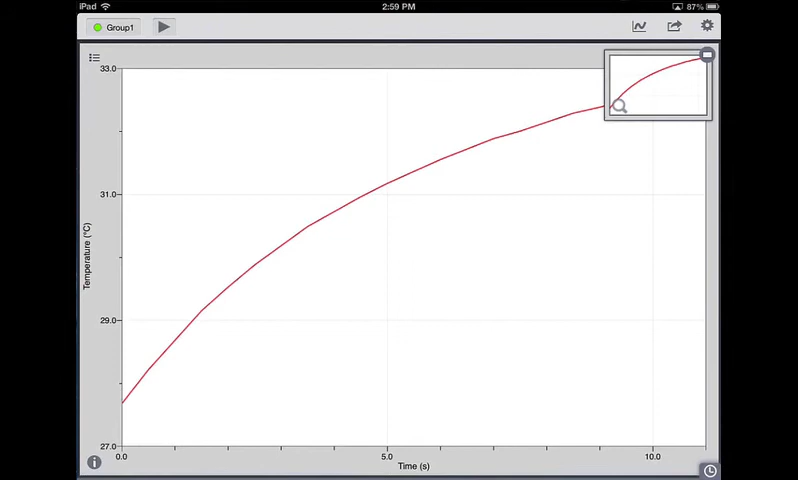 iPad 2:59 PM 87%
Group1
33.0
31.0
29.0
27.0
Temperature (°C)
0.0 5.0 10.0
Time (s)